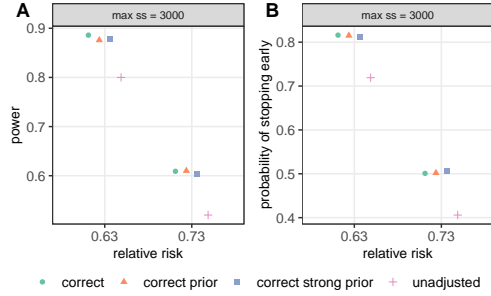 A
max ss = 3000
power
0.9
0.8
0.7
0.6
0.63
0.73
relative risk
B
max ss = 3000
probability of stopping early
0.8
0.7
0.6
0.5
0.4
0.63
0.73
relative risk
correct
correct prior
correct strong prior
unadjusted